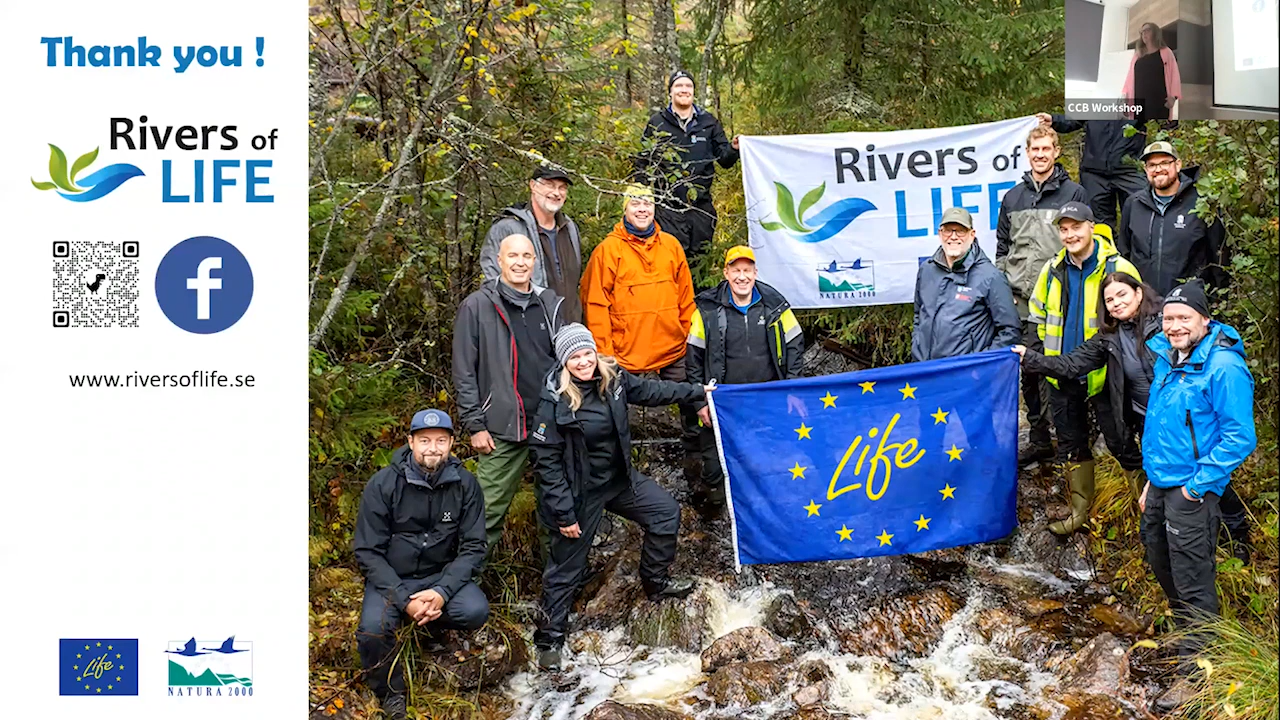 Thank you !
Rivers of
LIFE
www.riversoflife.se
Life
NATURA 2000
Rivers of
LIFE
NATURA 2000
Life
CCB Workshop